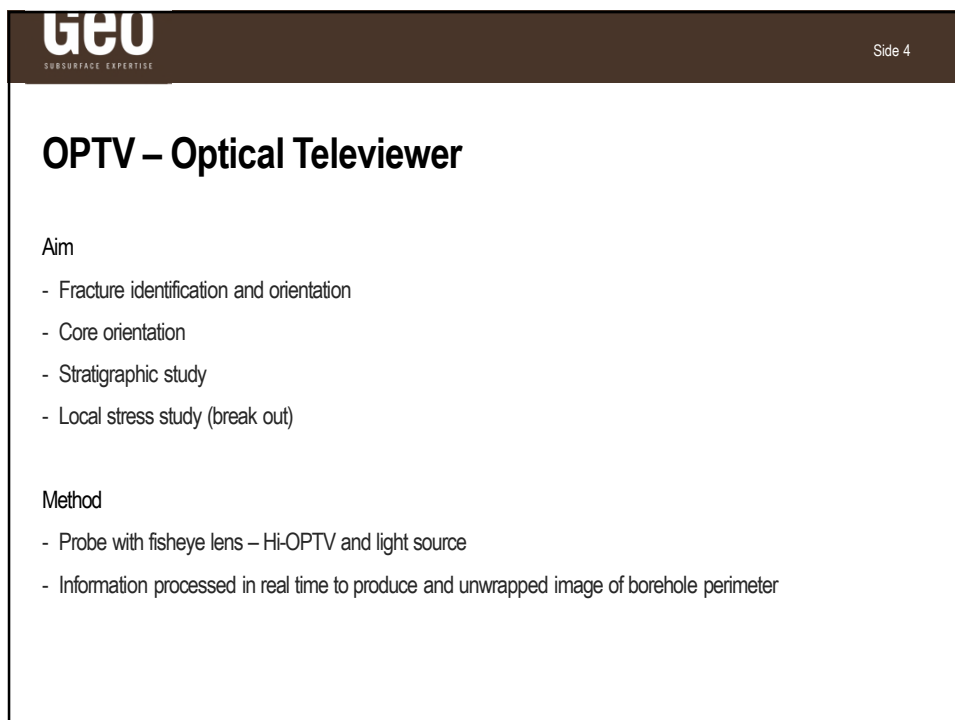 Geo
SUBSURFACE EXPERTISE
Side 4
OPTV – Optical Televiewer
Aim
- Fracture identification and orientation
- Core orientation
- Stratigraphic study
- Local stress study (break out)
Method
- Probe with fisheye lens – Hi-OPTV and light source
- Information processed in real time to produce and unwrapped image of borehole perimeter